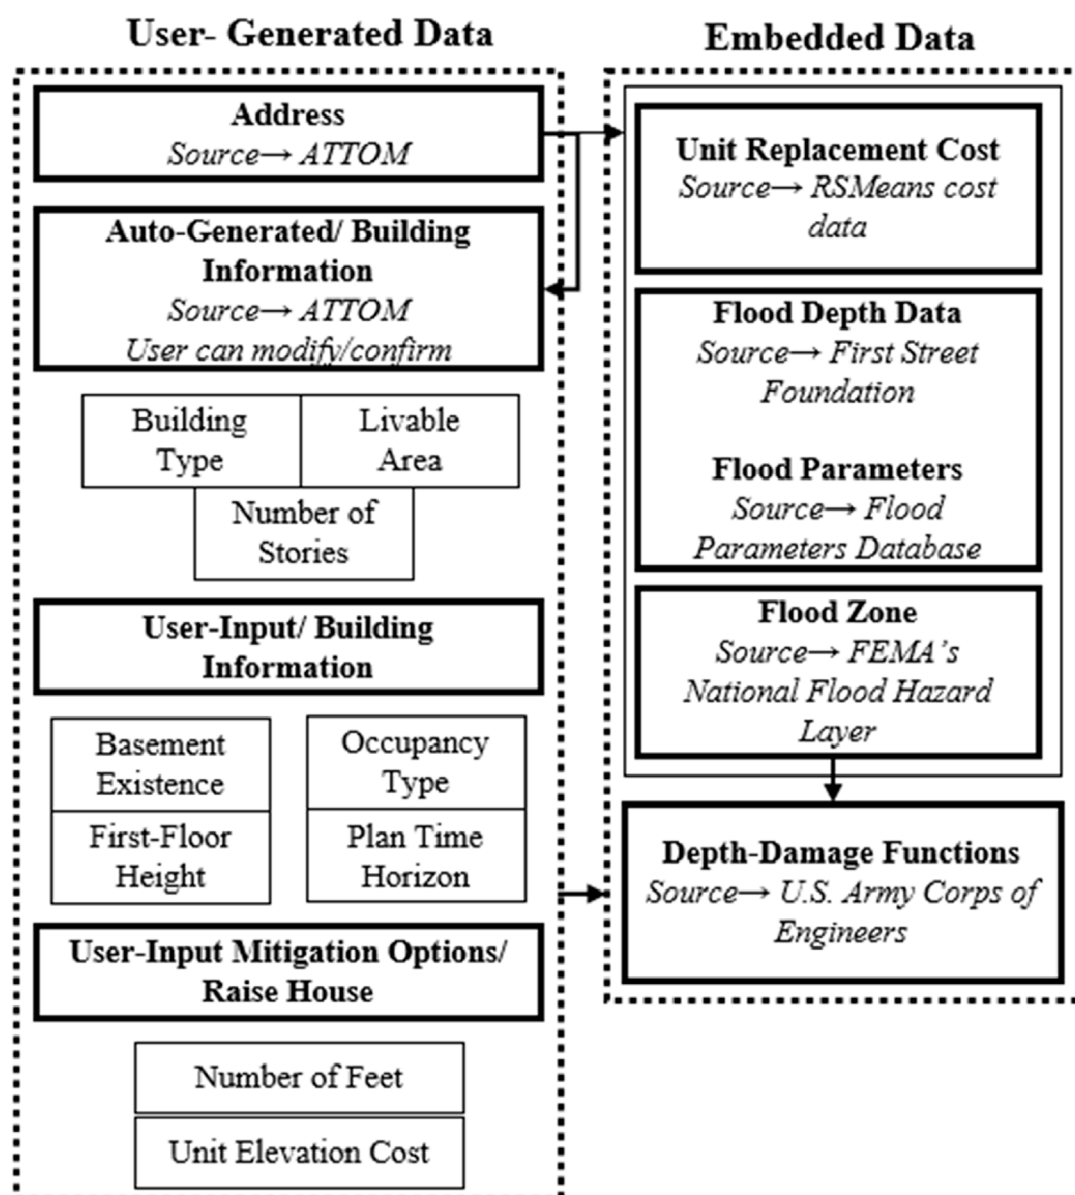 User- Generated Data
Address
Source→ ATTOM
Auto-Generated/ Building
Information
Source→ ATTOM
User can modify/confirm
Building
Type
Livable
Area
Number of
Stories
User-Input/ Building
Information
Basement
Existence
Occupancy
Type
First-Floor
Height
Plan Time
Horizon
User-Input Mitigation Options/
Raise House
Number of Feet
Unit Elevation Cost
Embedded Data
Unit Replacement Cost
Source→ RSMeans cost
data
Flood Depth Data
Source→ First Street
Foundation
Flood Parameters
Source→ Flood
Parameters Database
Flood Zone
Source→ FEMA's
National Flood Hazard
Layer
Depth-Damage Functions
Source→ U.S. Army Corps of
Engineers